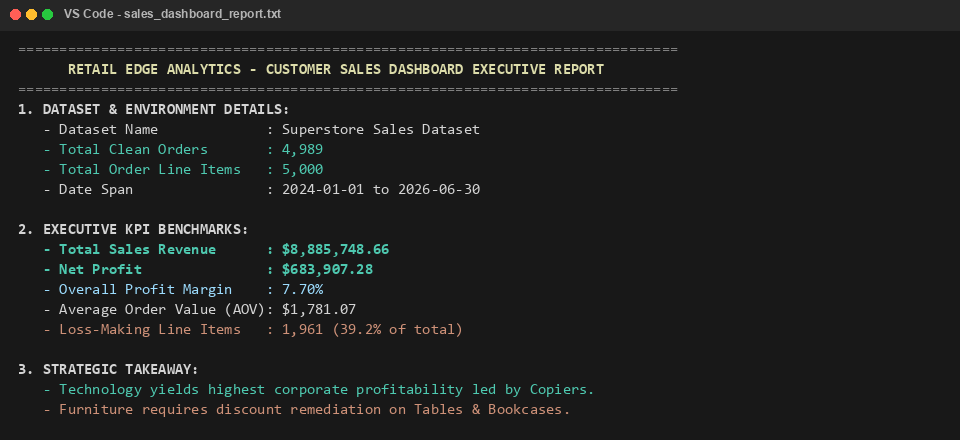 VS Code - sales_dashboard_report.txt
================================================================================
RETAIL EDGE ANALYTICS - CUSTOMER SALES DASHBOARD EXECUTIVE REPORT
================================================================================
1. DATASET & ENVIRONMENT DETAILS:
- Dataset Name : Superstore Sales Dataset
- Total Clean Orders : 4,989
- Total Order Line Items : 5,000
- Date Span : 2024-01-01 to 2026-06-30
2. EXECUTIVE KPI BENCHMARKS:
- Total Sales Revenue : $8,885,748.66
- Net Profit : $683,907.28
- Overall Profit Margin : 7.70%
- Average Order Value (AOV): $1,781.07
- Loss-Making Line Items : 1,961 (39.2% of total)
3. STRATEGIC TAKEAWAY:
- Technology yields highest corporate profitability led by Copiers.
- Furniture requires discount remediation on Tables & Bookcases.